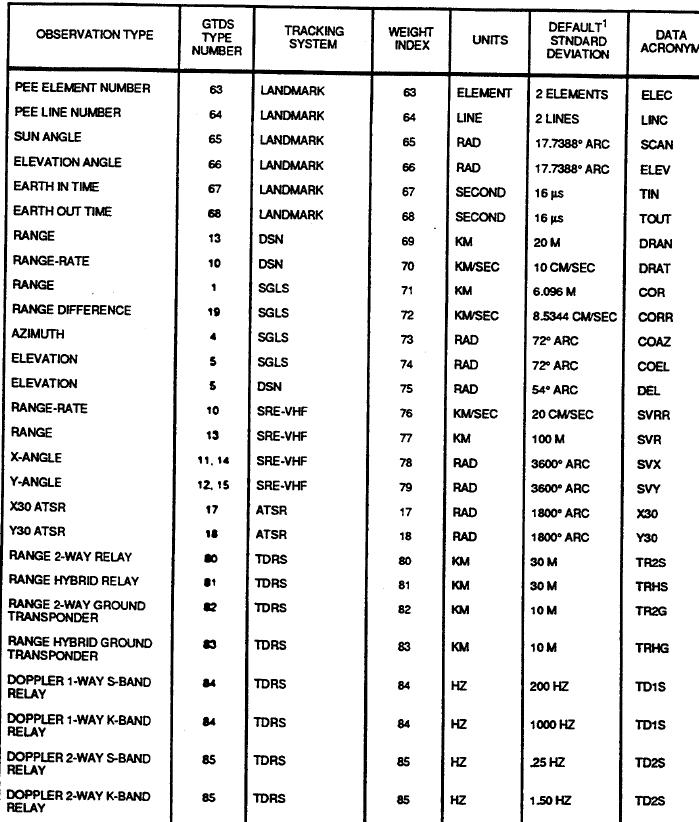 OBSERVATION TYPE GTDS TYPE NUMBER TRACKING SYSTEM WEIGHT INDEX UNITS DEFAULT1 STNDARD DEVIATION DATA ACRONYM
PEE ELEMENT NUMBER 63 LANDMARK 63 ELEMENT 2 ELEMENTS ELEC
PEE LINE NUMBER 64 LANDMARK 64 LINE 2 LINES LINC
SUN ANGLE 65 LANDMARK 65 RAD 17.7388° ARC SCAN
ELEVATION ANGLE 66 LANDMARK 66 RAD 17.7388° ARC ELEV
EARTH IN TIME 67 LANDMARK 67 SECOND 16 µs TIN
EARTH OUT TIME 68 LANDMARK 68 SECOND 16 µs TOUT
RANGE 13 DSN 69 KM 20 M DRAN
RANGE-RATE 10 DSN 70 KM/SEC 10 CM/SEC DRAT
RANGE 1 SGLS 71 KM 6.096 M COR
RANGE DIFFERENCE 19 SGLS 72 KM/SEC 8.5344 CM/SEC CORR
AZIMUTH 4 SGLS 73 RAD 72° ARC COAZ
ELEVATION 5 SGLS 74 RAD 72° ARC COEL
ELEVATION 5 DSN 75 RAD 54° ARC DEL
RANGE-RATE 10 SRE-VHF 76 KM/SEC 20 CM/SEC SVRR
RANGE 13 SRE-VHF 77 KM 100 M SVR
X-ANGLE 11, 14 SRE-VHF 78 RAD 3600° ARC SVX
Y-ANGLE 12, 15 SRE-VHF 79 RAD 3600° ARC SVY
X30 ATSR 17 ATSR 17 RAD 1800° ARC X30
Y30 ATSR 18 ATSR 18 RAD 1800° ARC Y30
RANGE 2-WAY RELAY 80 TDRS 80 KM 30 M TR2S
RANGE HYBRID RELAY 81 TDRS 81 KM 30 M TRHS
RANGE 2-WAY GROUND TRANSPONDER 82 TDRS 82 KM 10 M TR2G
RANGE HYBRID GROUND TRANSPONDER 83 TDRS 83 KM 10 M TRHG
DOPPLER 1-WAY S-BAND RELAY 84 TDRS 84 HZ 200 HZ TD1S
DOPPLER 1-WAY K-BAND RELAY 84 TDRS 84 HZ 1000 HZ TD1S
DOPPLER 2-WAY S-BAND RELAY 85 TDRS 85 HZ .25 HZ TD2S
DOPPLER 2-WAY K-BAND RELAY 85 TDRS 85 HZ 1.50 HZ TD2S